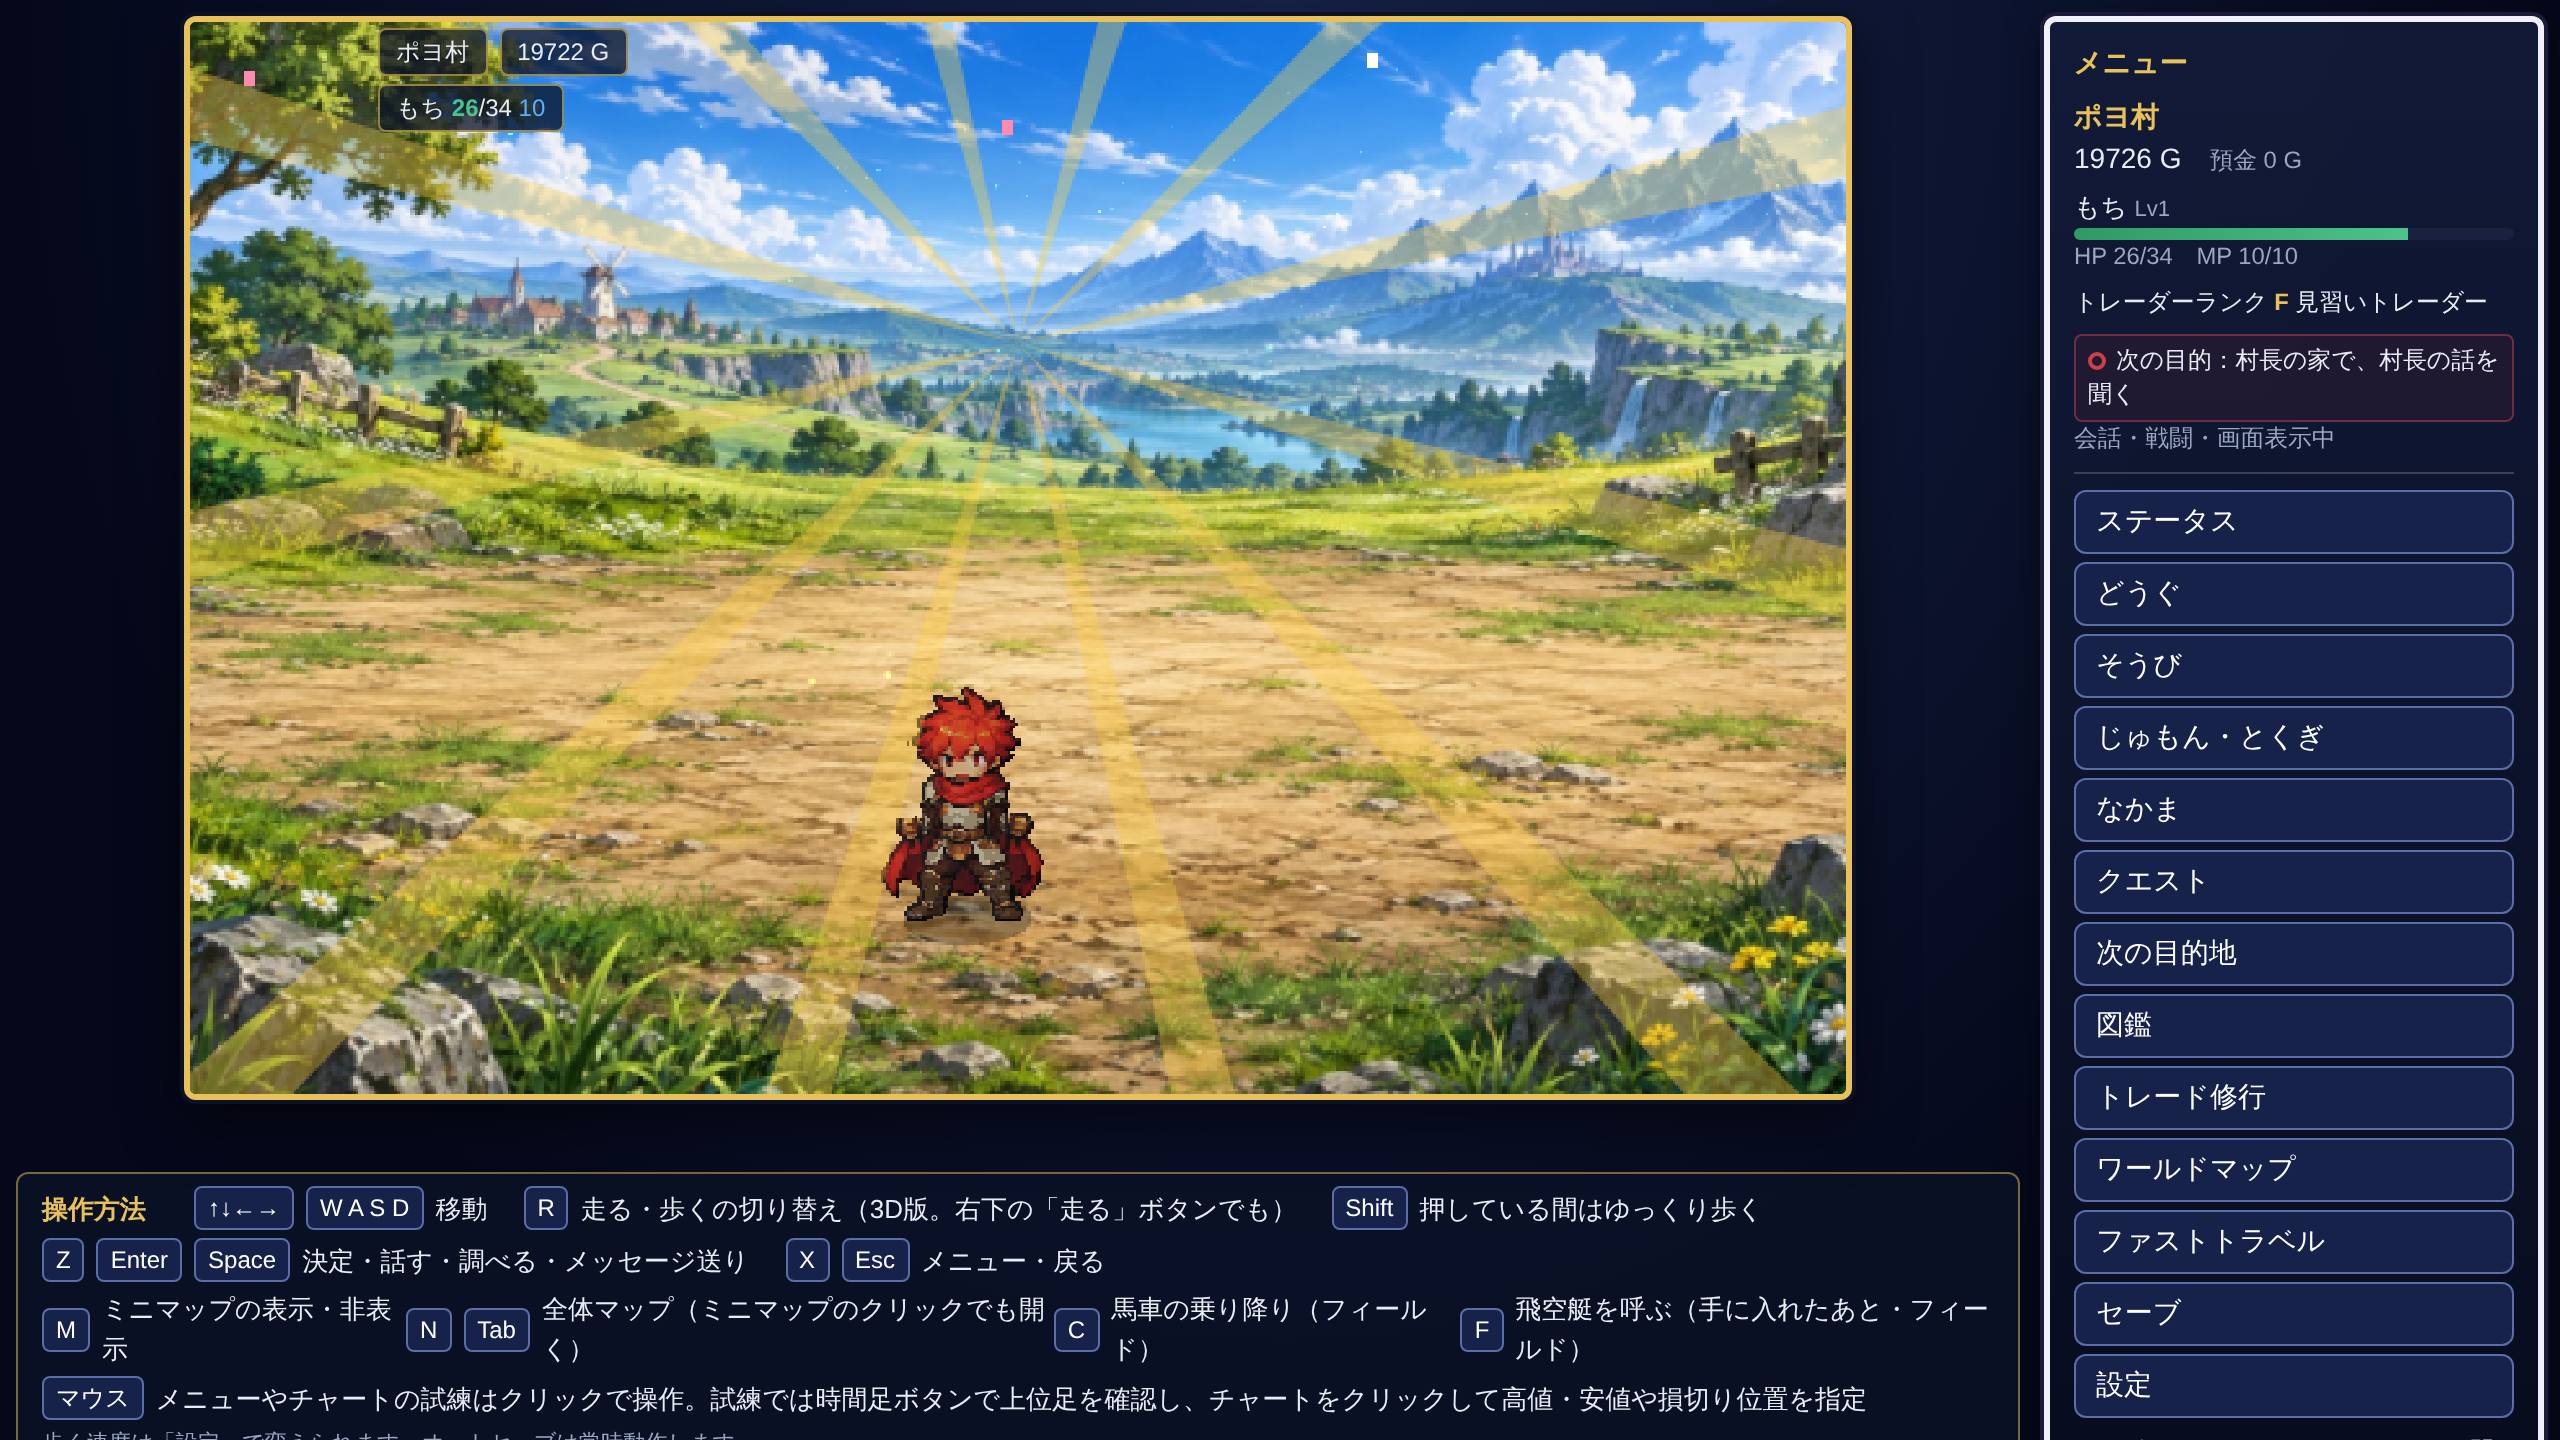 ポヨ村 19722 G
もち 26/34 10
メニュー
ポヨ村
19726 G 預金 0 G
もち Lv1
HP 26/34 MP 10/10
トレーダーランク F 見習いトレーダー
次の目的：村長の家で、村長の話を
聞く
会話・戦闘・画面表示中
ステータス
どうぐ
そうび
じゅもん・とくぎ
なかま
クエスト
次の目的地
図鑑
トレード修行
ワールドマップ
ファストトラベル
セーブ
設定
操作方法 ↑↓←→ W A S D 移動 R 走る・歩くの切り替え（3D版。右下の「走る」ボタンでも） Shift 押している間はゆっくり歩く
Z Enter Space 決定・話す・調べる・メッセージ送り X Esc メニュー・戻る
M ミニマップの表示・非表示 N Tab 全体マップ（ミニマップのクリックでも開く） C 馬車の乗り降り（フィールド） F 飛空艇を呼ぶ（手に入れたあと・フィールド）
マウス メニューやチャートの試練はクリックで操作。試練では時間足ボタンで上位足を確認し、チャートをクリックして高値・安値や損切り位置を指定